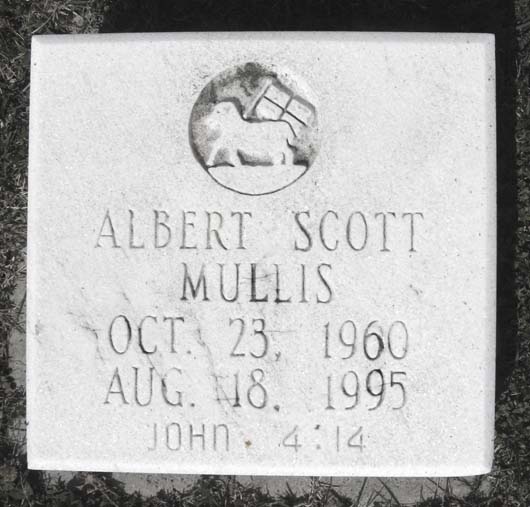 ALBERT SCOTT
MULLIS
OCT. 23, 1960
AUG. 18, 1995
JOHN 4:14